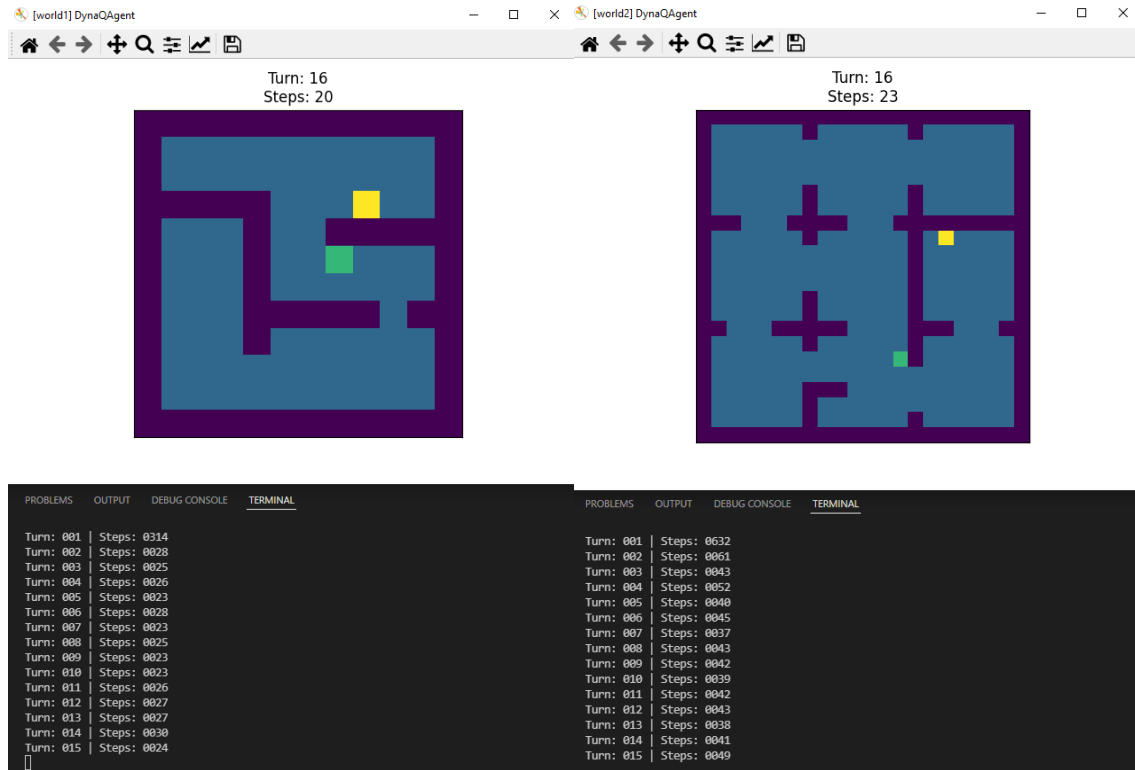 [world1] DynaQAgent
Turn: 16
Steps: 20
PROBLEMS OUTPUT DEBUG CONSOLE TERMINAL
Turn: 001 | Steps: 0314
Turn: 002 | Steps: 0028
Turn: 003 | Steps: 0025
Turn: 004 | Steps: 0026
Turn: 005 | Steps: 0023
Turn: 006 | Steps: 0028
Turn: 007 | Steps: 0023
Turn: 008 | Steps: 0025
Turn: 009 | Steps: 0023
Turn: 010 | Steps: 0023
Turn: 011 | Steps: 0026
Turn: 012 | Steps: 0027
Turn: 013 | Steps: 0027
Turn: 014 | Steps: 0030
Turn: 015 | Steps: 0024
[world2] DynaQAgent
Turn: 16
Steps: 23
PROBLEMS OUTPUT DEBUG CONSOLE TERMINAL
Turn: 001 | Steps: 0632
Turn: 002 | Steps: 0061
Turn: 003 | Steps: 0043
Turn: 004 | Steps: 0052
Turn: 005 | Steps: 0040
Turn: 006 | Steps: 0045
Turn: 007 | Steps: 0037
Turn: 008 | Steps: 0043
Turn: 009 | Steps: 0042
Turn: 010 | Steps: 0039
Turn: 011 | Steps: 0042
Turn: 012 | Steps: 0043
Turn: 013 | Steps: 0038
Turn: 014 | Steps: 0041
Turn: 015 | Steps: 0049